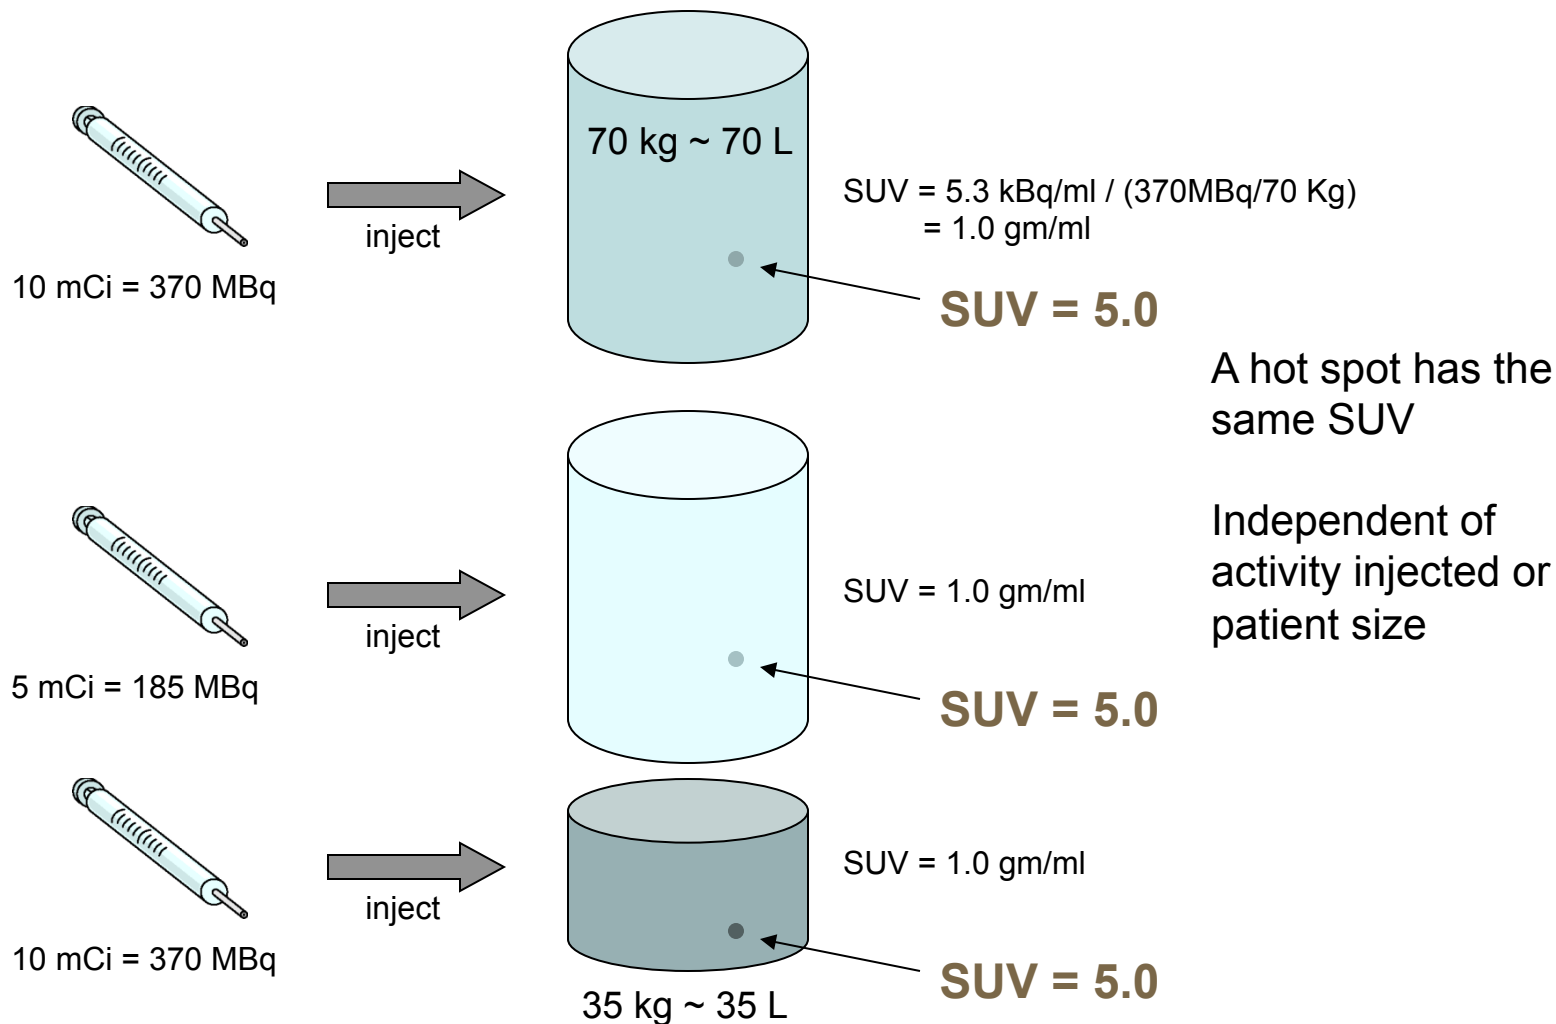 70 kg ~ 70 L
SUV = 5.3 kBq/ml / (370MBq/70 Kg)
= 1.0 gm/ml
inject
10 mCi = 370 MBq
SUV = 5.0
A hot spot has the
same SUV
Independent of
activity injected or
patient size
SUV = 1.0 gm/ml
inject
5 mCi = 185 MBq
SUV = 5.0
SUV = 1.0 gm/ml
inject
10 mCi = 370 MBq
SUV = 5.0
35 kg ~ 35 L